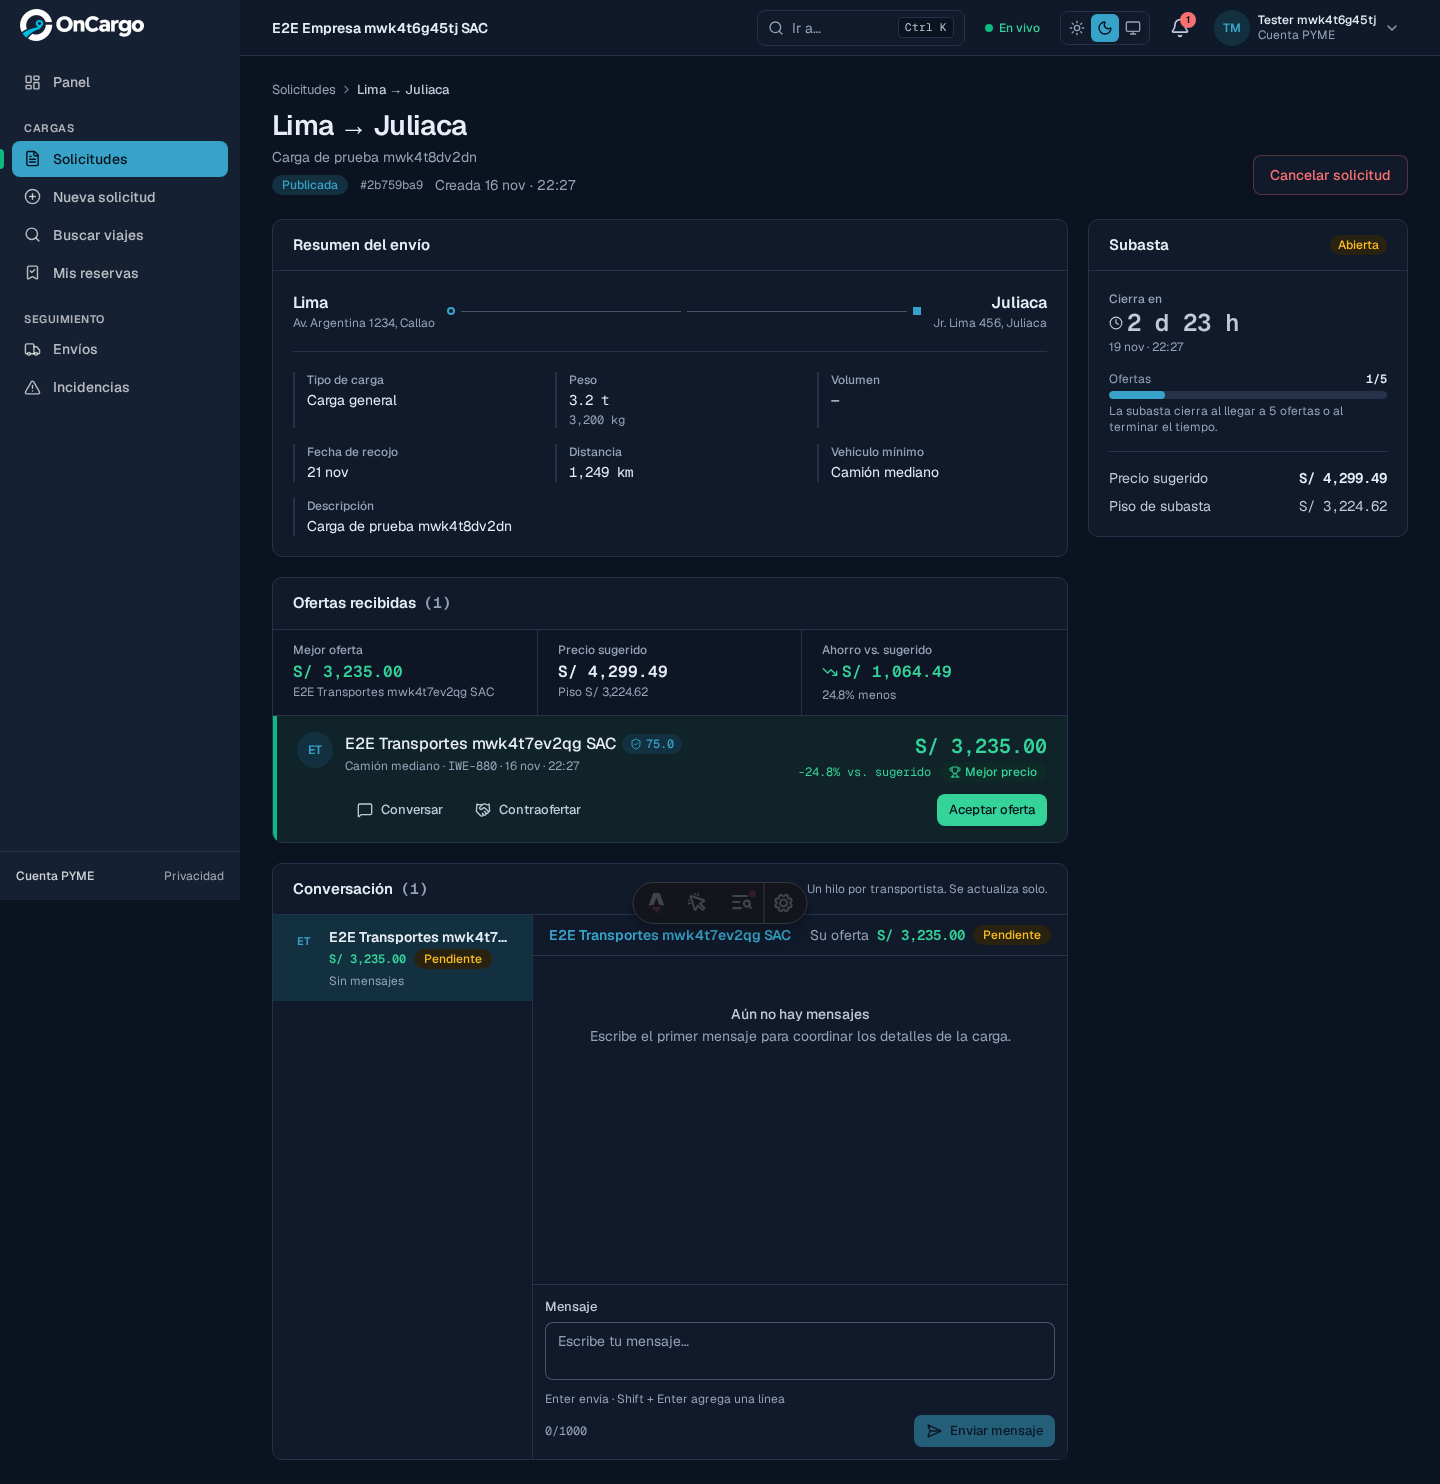 OnCargo
E2E Empresa mwk4t6g45tj SAC
Ir a...
Ctrl K
En vivo
1
TM
Tester mwk4t6g45tj
Cuenta PYME
Panel
CARGAS
Solicitudes
Nueva solicitud
Buscar viajes
Mis reservas
SEGUIMIENTO
Envíos
Incidencias
Cuenta PYME
Privacidad
Solicitudes > Lima → Juliaca
Lima → Juliaca
Carga de prueba mwk4t8dv2dn
Publicada #2b759ba9 Creada 16 nov · 22:27
Cancelar solicitud
Resumen del envío
Lima
Av. Argentina 1234, Callao
Juliaca
Jr. Lima 456, Juliaca
Tipo de carga
Carga general
Peso
3.2 t
3,200 kg
Volumen
—
Fecha de recojo
21 nov
Distancia
1,249 km
Vehículo mínimo
Camión mediano
Descripción
Carga de prueba mwk4t8dv2dn
Subasta
Abierta
Cierra en
2 d 23 h
19 nov · 22:27
Ofertas 1/5
La subasta cierra al llegar a 5 ofertas o al
terminar el tiempo.
Precio sugerido S/ 4,299.49
Piso de subasta S/ 3,224.62
Ofertas recibidas (1)
Mejor oferta
S/ 3,235.00
E2E Transportes mwk4t7ev2qg SAC
Precio sugerido
S/ 4,299.49
Piso S/ 3,224.62
Ahorro vs. sugerido
S/ 1,064.49
24.8% menos
ET
E2E Transportes mwk4t7ev2qg SAC 75.0
Camión mediano · IWE-880 · 16 nov · 22:27
S/ 3,235.00
-24.8% vs. sugerido Mejor precio
Conversar
Contraofertar
Aceptar oferta
Conversación (1)
Un hilo por transportista. Se actualiza solo.
ET
E2E Transportes mwk4t7...
S/ 3,235.00 Pendiente
Sin mensajes
E2E Transportes mwk4t7ev2qg SAC
Su oferta S/ 3,235.00 Pendiente
Aún no hay mensajes
Escribe el primer mensaje para coordinar los detalles de la carga.
Mensaje
Escribe tu mensaje...
Enter envía · Shift + Enter agrega una línea
0/1000
Enviar mensaje